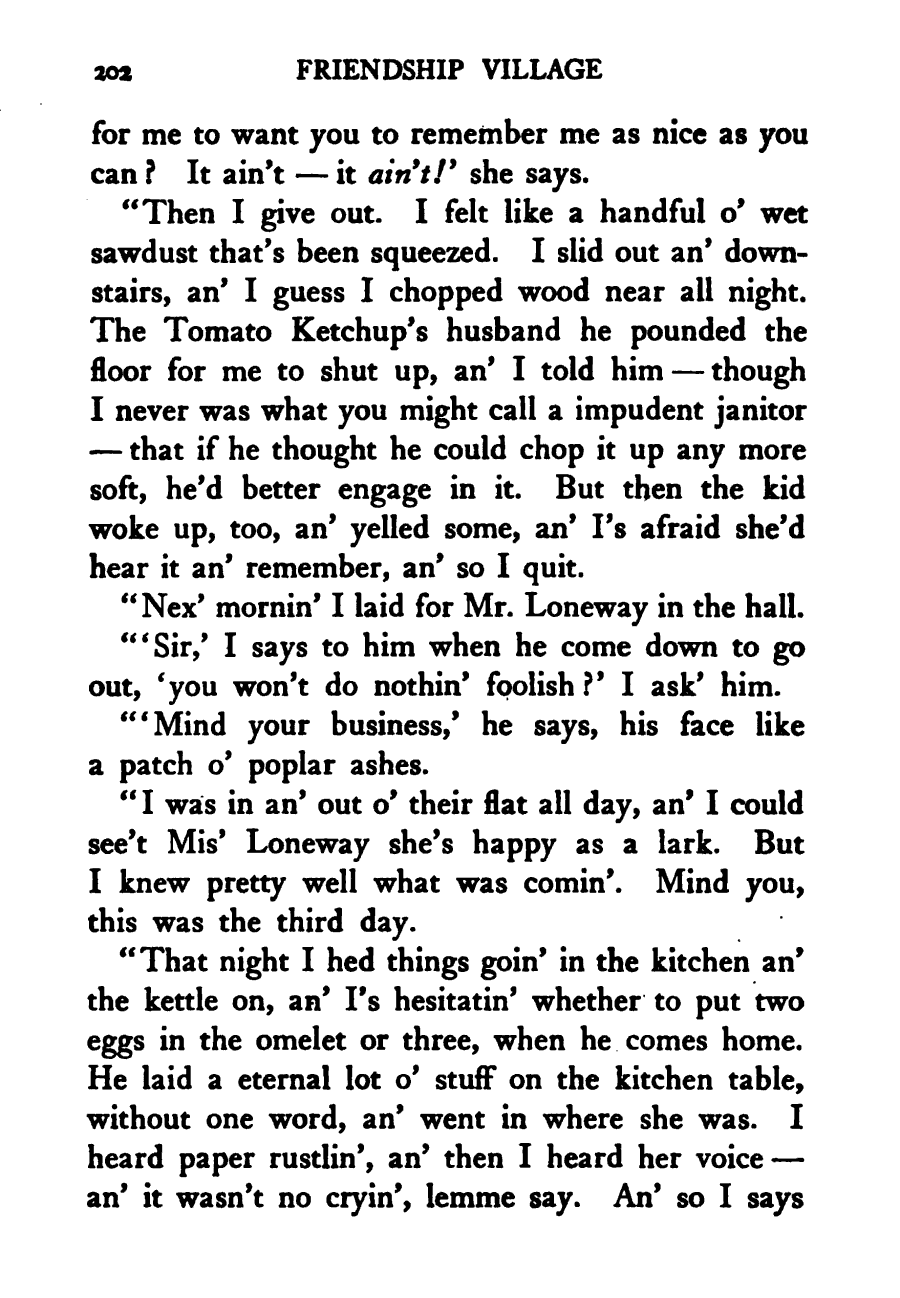 202 FRIENDSHIP VILLAGE
for me to want you to remember me as nice as you
can? It ain't — it ain't!' she says.
"Then I give out. I felt like a handful o' wet
sawdust that's been squeezed. I slid out an' down-
stairs, an' I guess I chopped wood near all night.
The Tomato Ketchup's husband he pounded the
floor for me to shut up, an' I told him — though
I never was what you might call a impudent janitor
— that if he thought he could chop it up any more
soft, he'd better engage in it. But then the kid
woke up, too, an' yelled some, an' I's afraid she'd
hear it an' remember, an' so I quit.
"Nex' mornin' I laid for Mr. Loneway in the hall.
"'Sir,' I says to him when he come down to go
out, 'you won't do nothin' foolish?' I ask' him.
"'Mind your business,' he says, his face like
a patch o' poplar ashes.
"I was in an' out o' their flat all day, an' I could
see't Mis' Loneway she's happy as a lark. But
I knew pretty well what was comin'. Mind you,
this was the third day.
"That night I hed things goin' in the kitchen an'
the kettle on, an' I's hesitatin' whether to put two
eggs in the omelet or three, when he comes home.
He laid a eternal lot o' stuff on the kitchen table,
without one word, an' went in where she was. I
heard paper rustlin', an' then I heard her voice —
an' it wasn't no cryin', lemme say. An' so I says